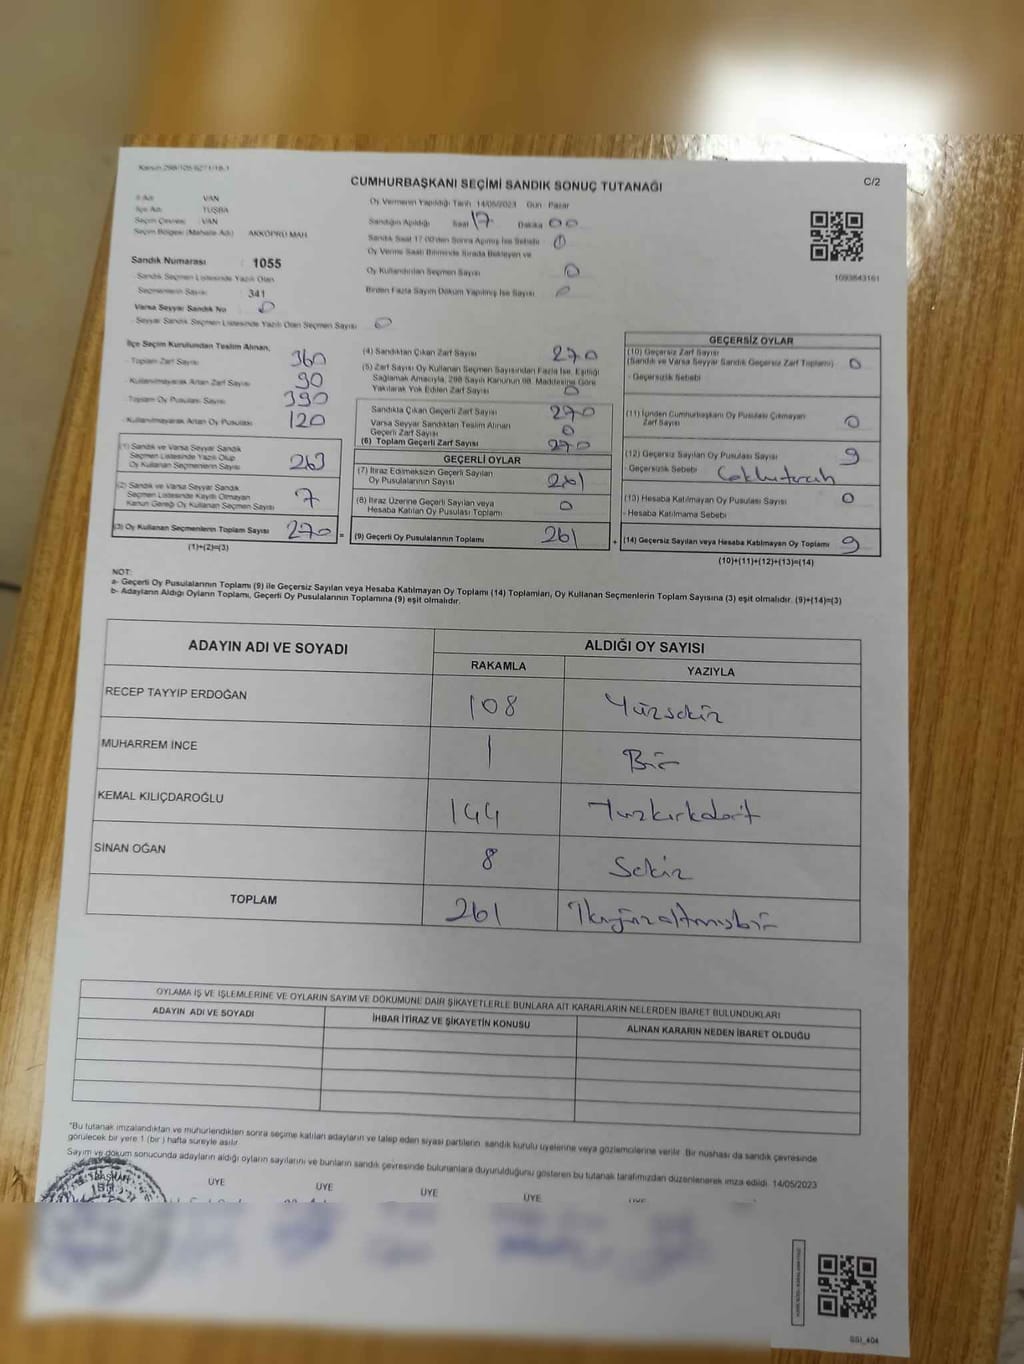 Kanun:298/105-6271/18-1
CUMHURBAŞKANI SEÇİMİ SANDIK SONUÇ TUTANAĞI
C/2
İl Adı VAN
İlçe Adı TUŞBA
Seçim Çevresi VAN
Seçim Bölgesi (Mahalle Adı) AKKÖPRÜ MAH.
Sandık Numarası 1055
Sandık Seçmen Listesinde Yazılı Olan
Seçmenlerin Sayısı 341
Varsa Seyyar Sandık No 0
Seyyar Sandık Seçmen Listesinde Yazılı Olan Seçmen Sayısı 0
Oy Vermenin Yapıldığı Tarih 14/05/2023 Gün : Pazar
Sandığın Açıldığı Saat 17 Dakika 00
Sandık Saat 17.00'den Sonra Açılmış İse Sebebi
Oy Verme Saati Bitiminde Sırada Bekleyen ve
Oy Kullandırılan Seçmen Sayısı 0
Birden Fazla Sayım Döküm Yapılmış İse Sayısı 0
1093843161
İlçe Seçim Kurulundan Teslim Alınan;
- Toplam Zarf Sayısı 360
- Kullanılmayarak Artan Zarf Sayısı 90
Toplam Oy Pusulası Sayısı 390
- Kullanılmayarak Artan Oy Pusulası 120
(1) Sandık ve Varsa Seyyar Sandık
Seçmen Listesinde Yazılı Olup
Oy Kullanan Seçmenlerin Sayısı 263
(2) Sandık ve Varsa Seyyar Sandık
Seçmen Listesinde Kayıtlı Olmayan
Kanun Gereği Oy Kullanan Seçmen Sayısı 7
(3) Oy Kullanan Seçmenlerin Toplam Sayısı 270 =
(1)+(2)=(3)
(4) Sandıktan Çıkan Zarf Sayısı 270
(5) Zarf Sayısı Oy Kullanan Seçmen Sayısından Fazla İse, Eşitliği
Sağlamak Amacıyla, 298 Sayılı Kanunun 98. Maddesine Göre
Yakılarak Yok Edilen Zarf Sayısı 0
Sandıkta Çıkan Geçerli Zarf Sayısı 270
Varsa Seyyar Sandıktan Teslim Alınan
Geçerli Zarf Sayısı 0
(6) Toplam Geçerli Zarf Sayısı 270
GEÇERLİ OYLAR
(7) İtiraz Edilmeksizin Geçerli Sayılan
Oy Pusulalarının Sayısı 261
(8) İtiraz Üzerine Geçerli Sayılan veya
Hesaba Katılan Oy Pusulası Toplamı 0
(9) Geçerli Oy Pusulalarının Toplamı 261 +
GEÇERSİZ OYLAR
(10) Geçersiz Zarf Sayısı
(Sandık ve Varsa Seyyar Sandık Geçersiz Zarf Toplamı) 0
- Geçersizlik Sebebi
(11) İçinden Cumhurbaşkanı Oy Pusulası Çıkmayan
Zarf Sayısı 0
(12) Geçersiz Sayılan Oy Pusulası Sayısı 9
- Geçersizlik Sebebi
(13) Hesaba Katılmayan Oy Pusulası Sayısı 0
- Hesaba Katılmama Sebebi
(14) Geçersiz Sayılan veya Hesaba Katılmayan Oy Toplamı 9
(10)+(11)+(12)+(13)=(14)
NOT:
a- Geçerli Oy Pusulalarının Toplamı (9) ile Geçersiz Sayılan veya Hesaba Katılmayan Oy Toplamı (14) Toplamları, Oy Kullanan Seçmenlerin Toplam Sayısına (3) eşit olmalıdır. (9)+(14)=(3)
b- Adayların Aldığı Oyların Toplamı, Geçerli Oy Pusulalarının Toplamına (9) eşit olmalıdır.
ADAYIN ADI VE SOYADI
ALDIĞI OY SAYISI
RAKAMLA YAZIYLA
RECEP TAYYİP ERDOĞAN 108 Yüzsekiz
MUHARREM İNCE 1 Bir
KEMAL KILIÇDAROĞLU 144 Yuzkırkdört
SİNAN OĞAN 8 Sekiz
TOPLAM 261 İkiyüzaltmışbir
OYLAMA İŞ VE İŞLEMLERİNE VE OYLARIN SAYIM VE DÖKÜMÜNE DAİR ŞİKAYETLERLE BUNLARA AİT KARARLARIN NELERDEN İBARET BULUNDUKLARI
ADAYIN ADI VE SOYADI İHBAR İTİRAZ VE ŞİKAYETİN KONUSU ALINAN KARARIN NEDEN İBARET OLDUĞU
"Bu tutanak imzalandıktan ve mühürlendikten sonra seçime katılan adayların ve talep eden siyasi partilerin, sandık kurulu üyelerine veya gözlemcilerine verilir. Bir nüshası da sandık çevresinde
görülecek bir yere 1 (bir) hafta süreyle asılır.
Sayım ve döküm sonucunda adayların aldığı oyların sayılarını ve bunların sandık çevresinde bulunanlara duyurulduğunu gösteren bu tutanak tarafımızdan düzenlenerek imza edildi. 14/05/2023
BAŞKAN ÜYE ÜYE ÜYE ÜYE ÜYE
SSI_404